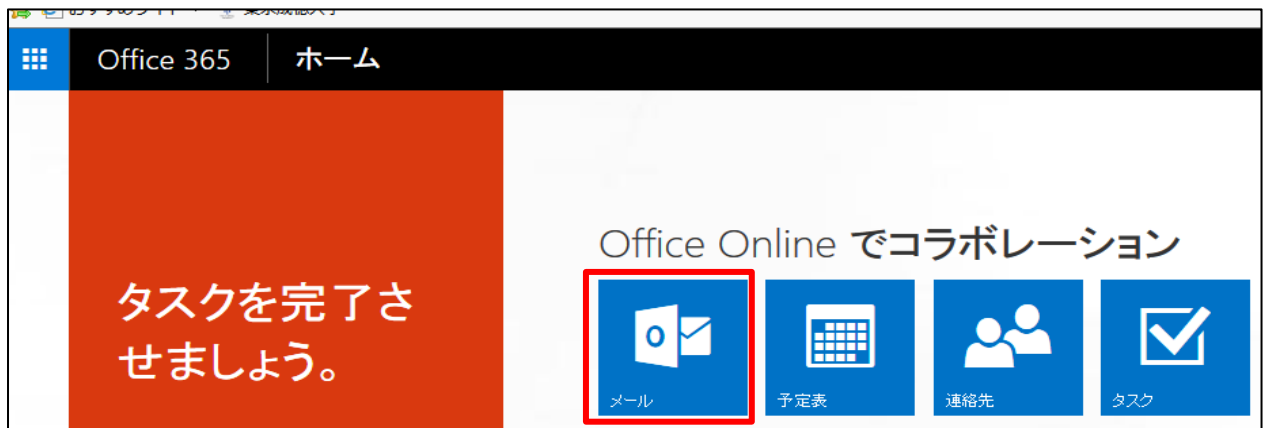 Office 365 ホーム
Office Online でコラボレーション
タスクを完了さ
せましょう。
メール 予定表 連絡先 タスク